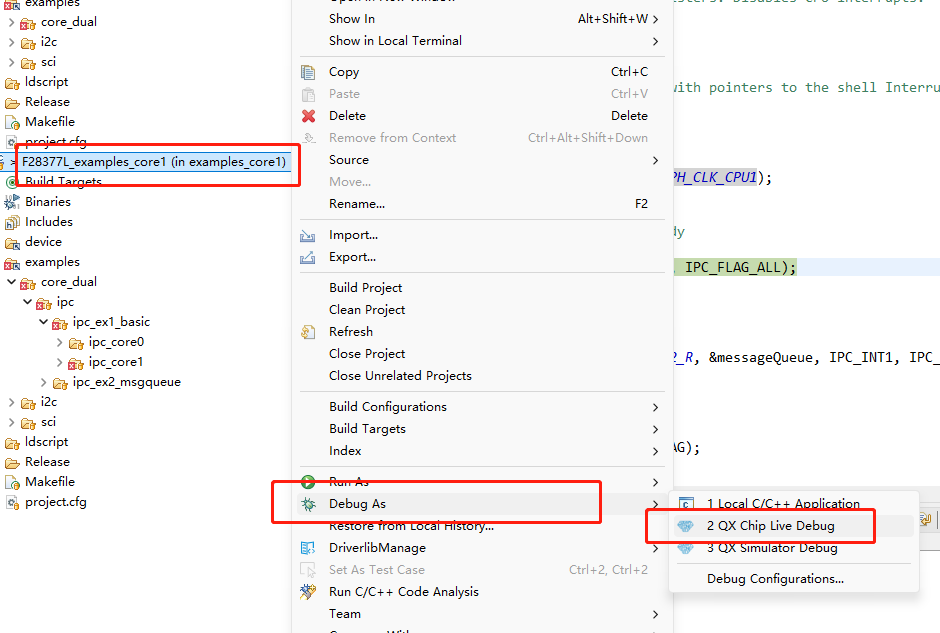 examples
core_dual
i2c
sci
ldscript
Release
Makefile
project.cfg
F28377L_examples_core1 (in examples_core1)
Build Targets
Binaries
Includes
device
examples
core_dual
ipc
ipc_ex1_basic
ipc_core0
ipc_core1
ipc_ex2_msgqueue
i2c
sci
ldscript
Release
Makefile
project.cfg
Show In Alt+Shift+W
Show in Local Terminal
Copy Ctrl+C
Paste Ctrl+V
Delete Delete
Remove from Context Ctrl+Alt+Shift+Down
Source
Move...
Rename... F2
Import...
Export...
Build Project
Clean Project
Refresh
Close Project
Close Unrelated Projects
Build Configurations
Build Targets
Index
Run As
Debug As
Restore from Local History...
DriverlibManage
Set As Test Case Ctrl+2, Ctrl+2
Run C/C++ Code Analysis
Team
1 Local C/C++ Application
2 QX Chip Live Debug
3 QX Simulator Debug
Debug Configurations...
with pointers to the shell Interru
PH_CLK_CPU1);
dy
IPC_FLAG_ALL);
2_R, &messageQueue, IPC_INT1, IPC_
AG);